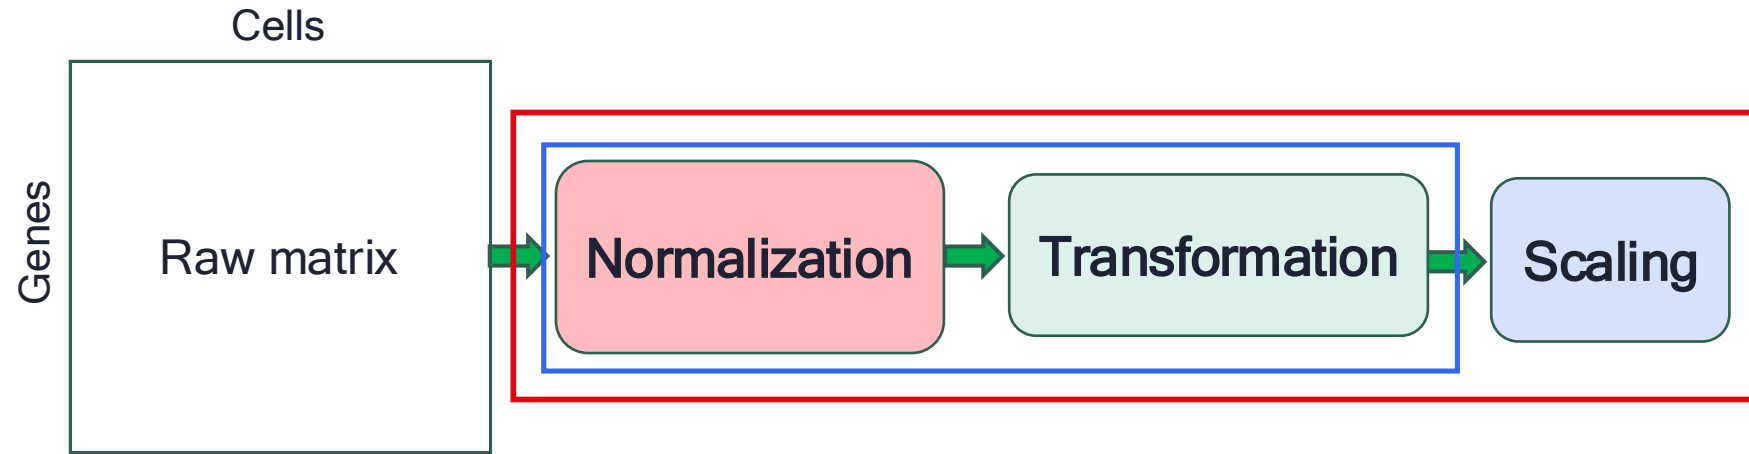 Cells
Genes
Raw matrix
Normalization
Transformation
Scaling